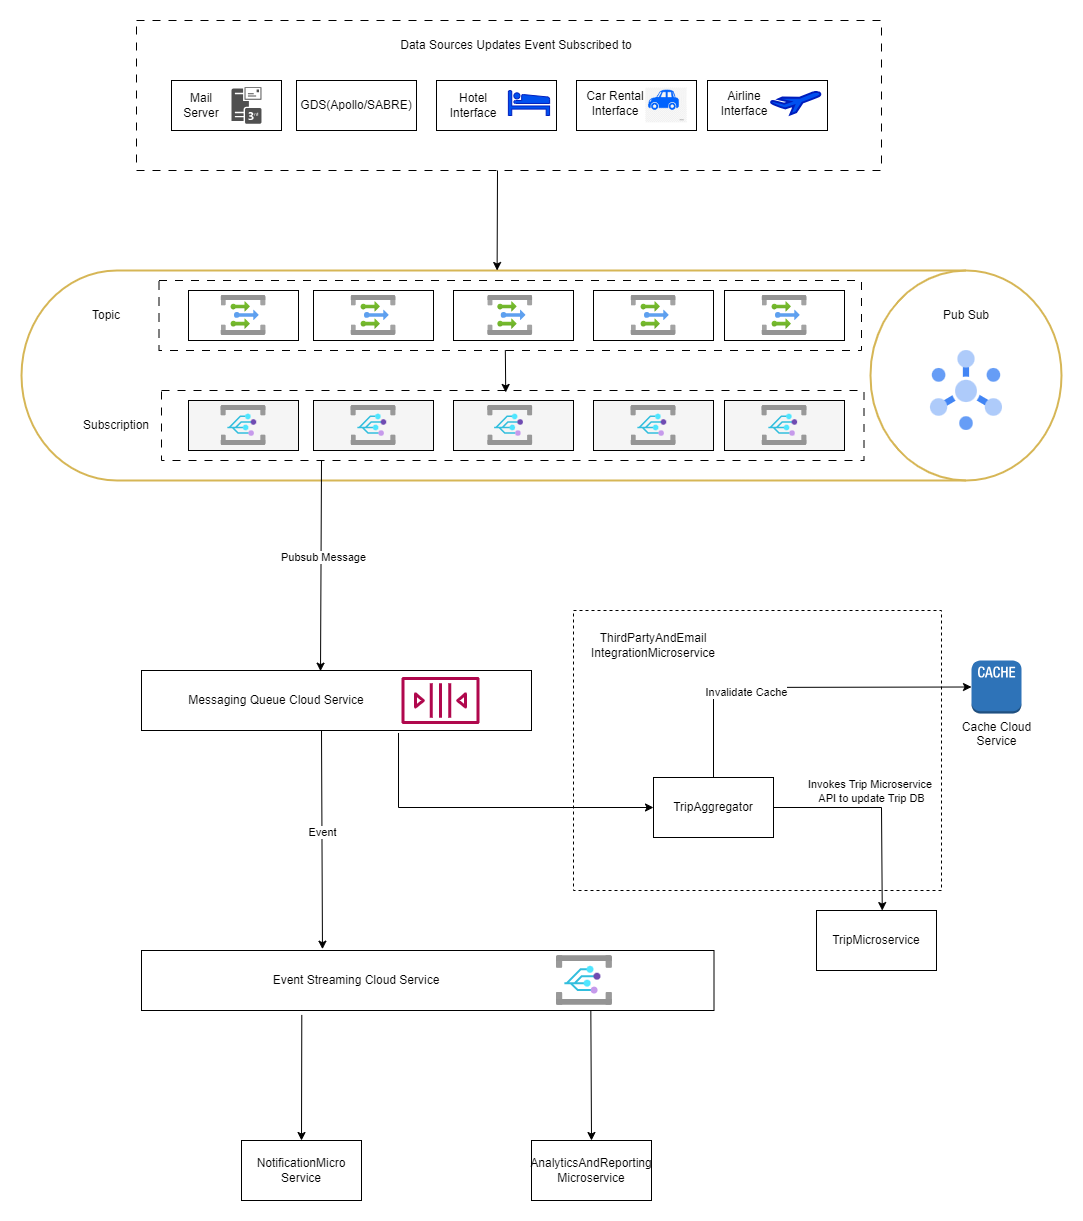 Data Sources Updates Event Subscribed to
Mail
Server
3rd
GDS(Apollo/SABRE)
Hotel
Interface
Car Rental
Interface
Airline
Interface
Topic
Pub Sub
Subscription
Pubsub Message
ThirdPartyAndEmail
IntegrationMicroservice
CACHE
Invalidate Cache
Messaging Queue Cloud Service
Cache Cloud
Service
Invokes Trip Microservice
API to update Trip DB
TripAggregator
Event
TripMicroservice
Event Streaming Cloud Service
NotificationMicro
Service
AnalyticsAndReporting
Microservice